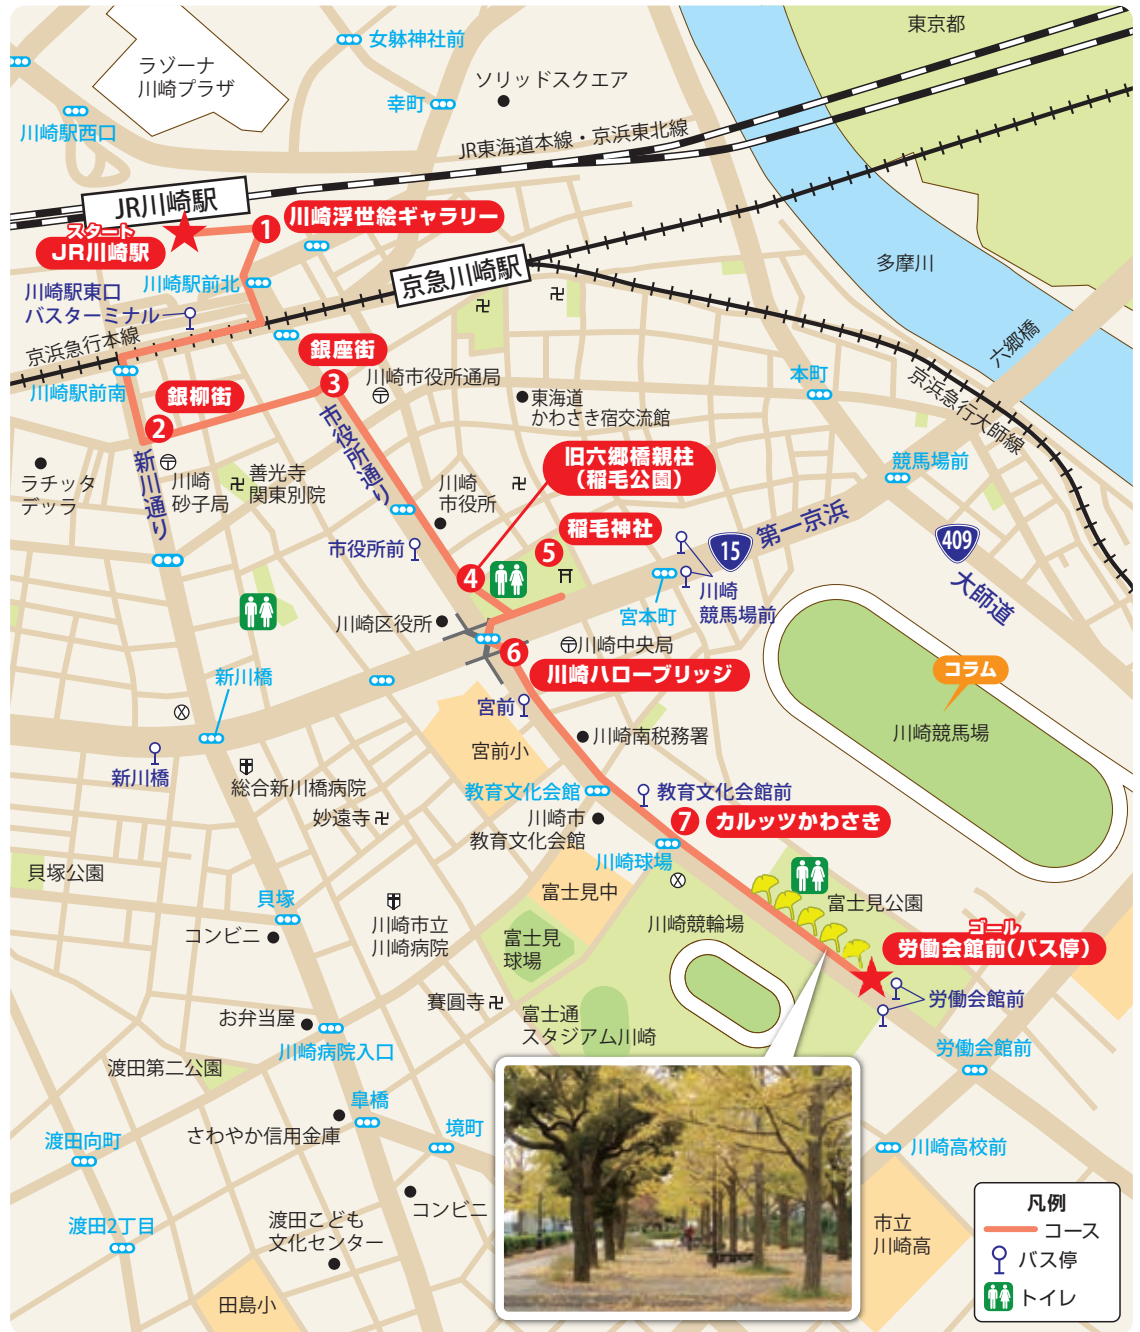 東京都
女躰神社前
ラゾーナ
川崎プラザ
ソリッドスクエア
幸町
川崎駅西口
JR東海道本線・京浜東北線
JR川崎駅
スタート
JR川崎駅
1
川崎浮世絵ギャラリー
川崎駅前北
京急川崎駅
多摩川
川崎駅東口
バスターミナル
京浜急行本線
六郷橋
銀座街
3
川崎市役所通局
川崎駅前南
銀柳街
2
東海道
かわさき宿交流館
本町
京浜急行大師線
市役所通り
新川通り
旧六郷橋親柱
(稲毛公園)
競馬場前
ラチッタ
デッラ
川崎
砂子局
善光寺
関東別院
川崎
市役所
稲毛神社
5
第一京浜
15
409
大師道
市役所前
4
川崎
競馬場前
宮本町
川崎区役所
川崎中央局
6
川崎ハローブリッジ
コラム
川崎競馬場
新川橋
宮前
宮前小
川崎南税務署
新川橋
総合新川橋病院
教育文化会館
教育文化会館前
妙遠寺
川崎市
教育文化会館
7
カルッツかわさき
川崎球場
貝塚公園
貝塚
富士見中
富士見公園
コンビニ
川崎市立
川崎病院
川崎競輪場
富士見
球場
ゴール
労働会館前(バス停)
賽圓寺
労働会館前
お弁当屋
富士通
スタジアム川崎
川崎病院入口
労働会館前
渡田第二公園
皐橋
さわやか信用金庫
境町
渡田向町
川崎高校前
コンビニ
渡田2丁目
渡田こども
文化センター
市立
川崎高
田島小
凡例
コース
バス停
トイレ